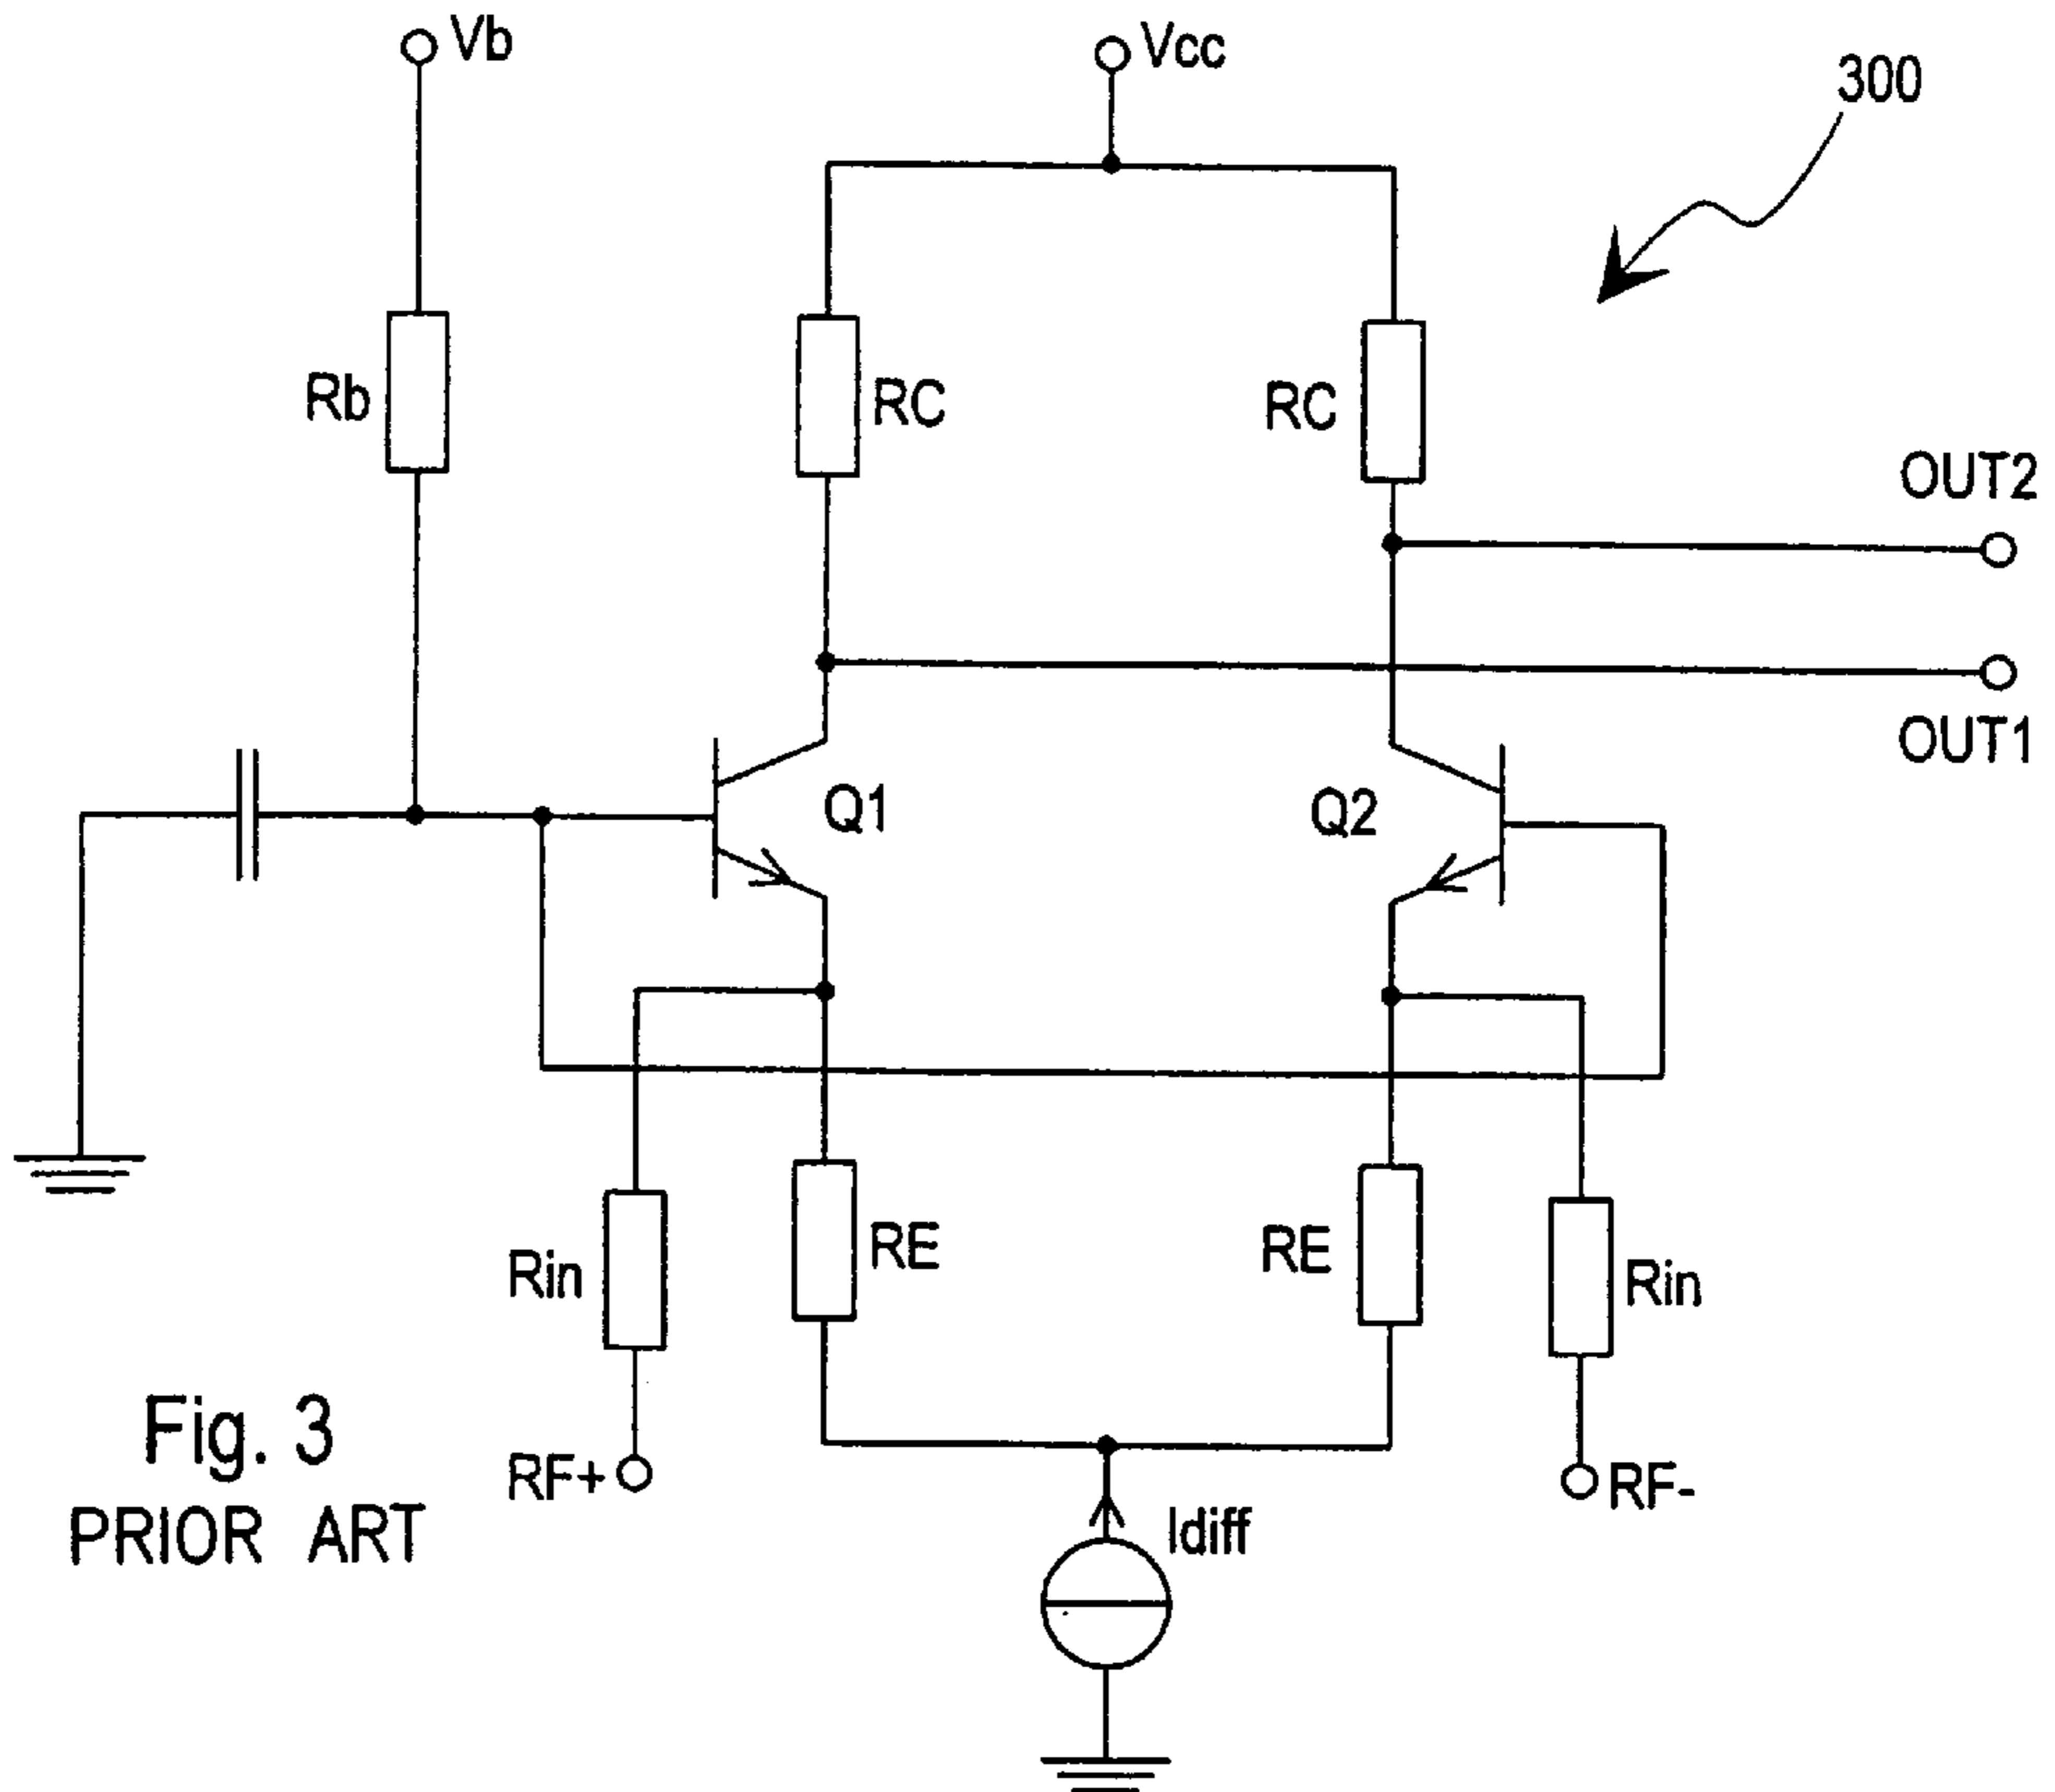 Vb
Vcc
300
Rb
RC
RC
OUT2
OUT1
Q1
Q2
Rin
RE
RE
Rin
RF+
RF-
Idiff
Fig. 3
PRIOR ART